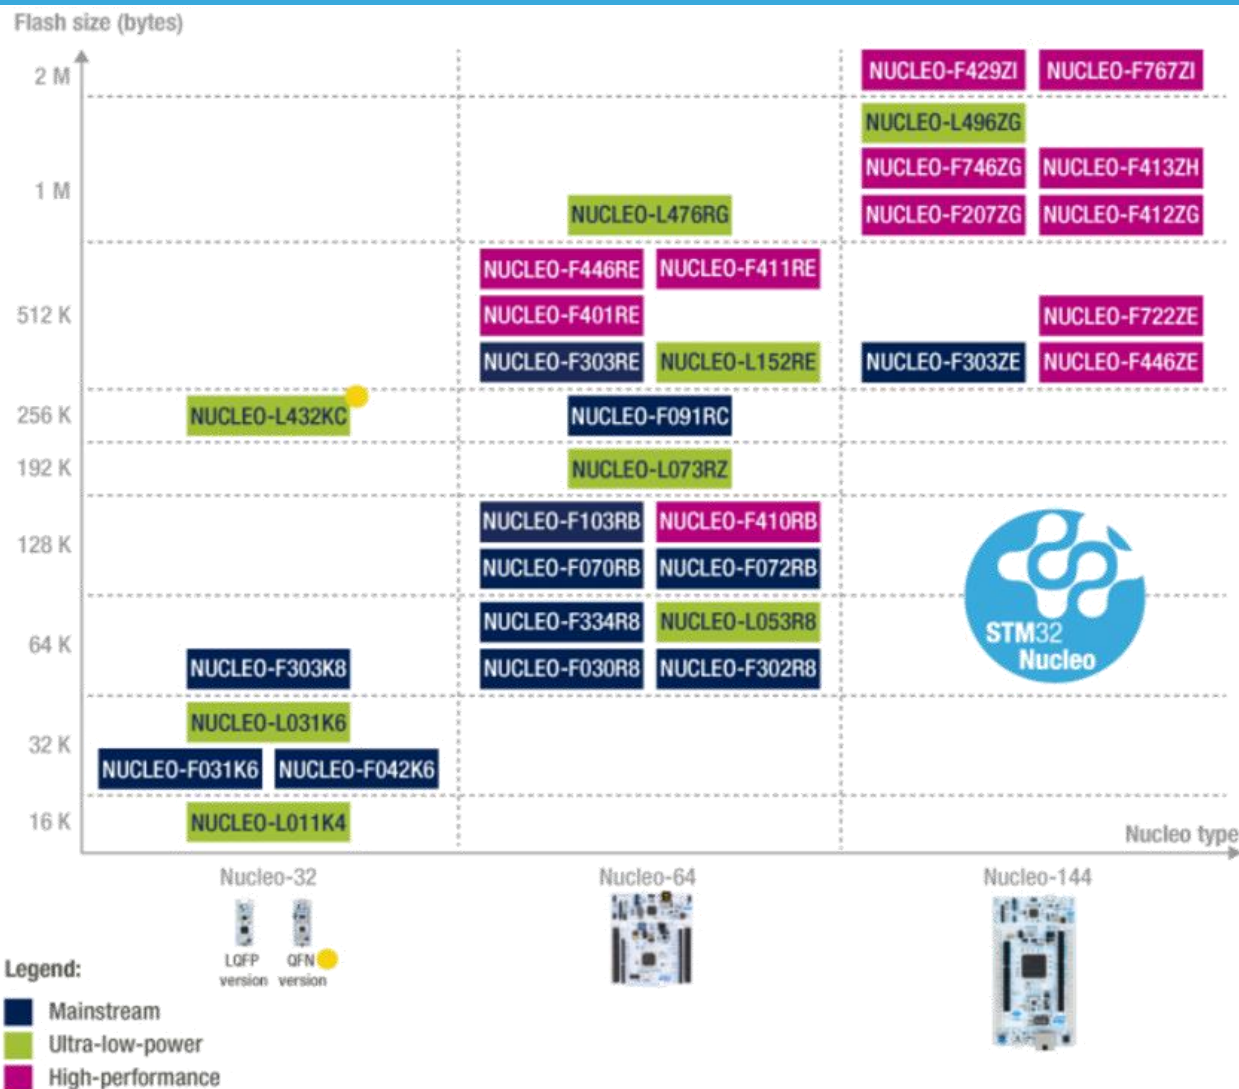 Flash size (bytes)
2 M
NUCLEO-F429ZI NUCLEO-F767ZI
NUCLEO-L496ZG
NUCLEO-F746ZG NUCLEO-F413ZH
1 M
NUCLEO-L476RG NUCLEO-F207ZG NUCLEO-F412ZG
NUCLEO-F446RE NUCLEO-F411RE
512 K NUCLEO-F401RE NUCLEO-F722ZE
NUCLEO-F303RE NUCLEO-L152RE NUCLEO-F303ZE NUCLEO-F446ZE
256 K NUCLEO-L432KC NUCLEO-F091RC
192 K NUCLEO-L073RZ
NUCLEO-F103RB NUCLEO-F410RB
128 K
NUCLEO-F070RB NUCLEO-F072RB
NUCLEO-F334R8 NUCLEO-L053R8
STM32
Nucleo
64 K
NUCLEO-F303K8 NUCLEO-F030R8 NUCLEO-F302R8
NUCLEO-L031K6
32 K
NUCLEO-F031K6 NUCLEO-F042K6
16 K NUCLEO-L011K4
Nucleo type
Nucleo-32 Nucleo-64 Nucleo-144
LQFP version
QFN version
Legend:
Mainstream
Ultra-low-power
High-performance